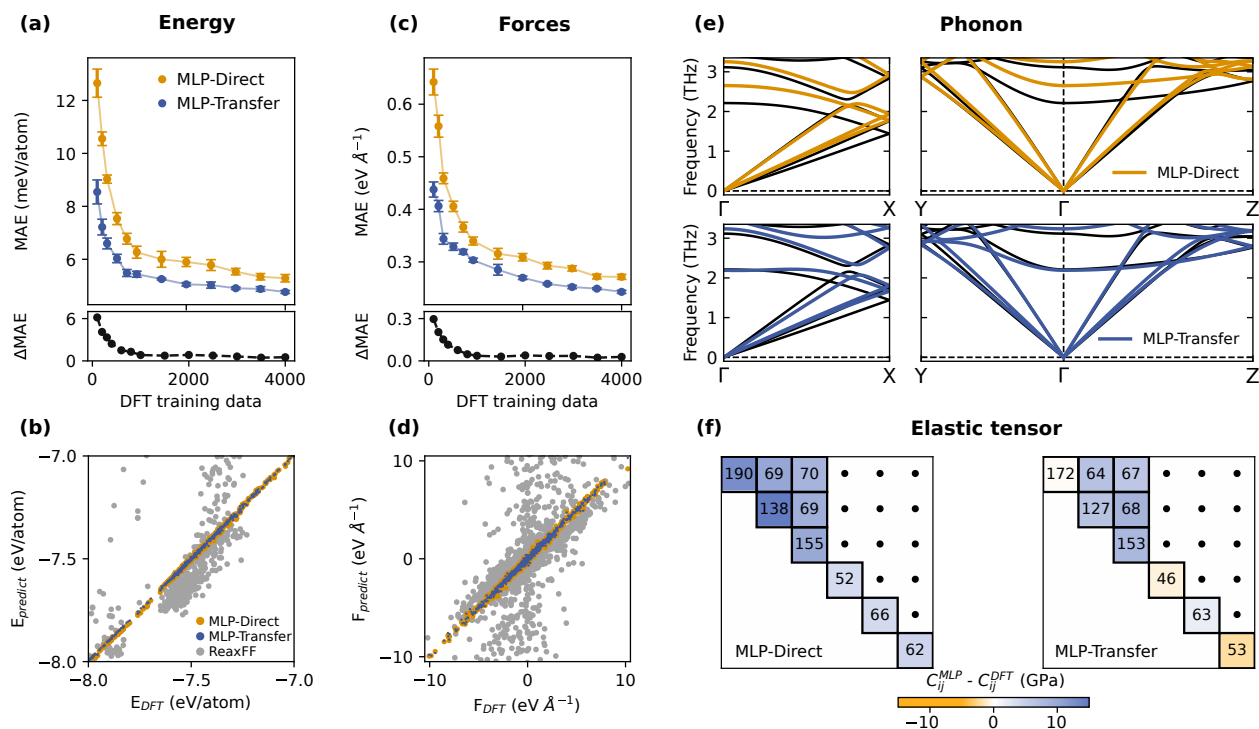 (a) Energy
MAE (meV/atom)
12
10
8
6
MLP-Direct
MLP-Transfer
ΔMAE
6
0
0 2000 4000
DFT training data
(c) Forces
MAE (eV Å⁻¹)
0.6
0.5
0.4
0.3
ΔMAE
0.3
0.0
0 2000 4000
DFT training data
(e) Phonon
Frequency (THz)
3
2
1
0
Γ X
Y Γ Z
MLP-Direct
Frequency (THz)
3
2
1
0
Γ X
Y Γ Z
MLP-Transfer
(b)
E_predict (eV/atom)
−7.0
−7.5
−8.0
MLP-Direct
MLP-Transfer
ReaxFF
−8.0 −7.5 −7.0
E_DFT (eV/atom)
(d)
F_predict (eV Å⁻¹)
10
0
−10
−10 0 10
F_DFT (eV Å⁻¹)
(f) Elastic tensor
190 69 70
138 69
155
52
66
62
MLP-Direct
172 64 67
127 68
153
46
63
53
MLP-Transfer
C_ij^MLP - C_ij^DFT (GPa)
−10 0 10